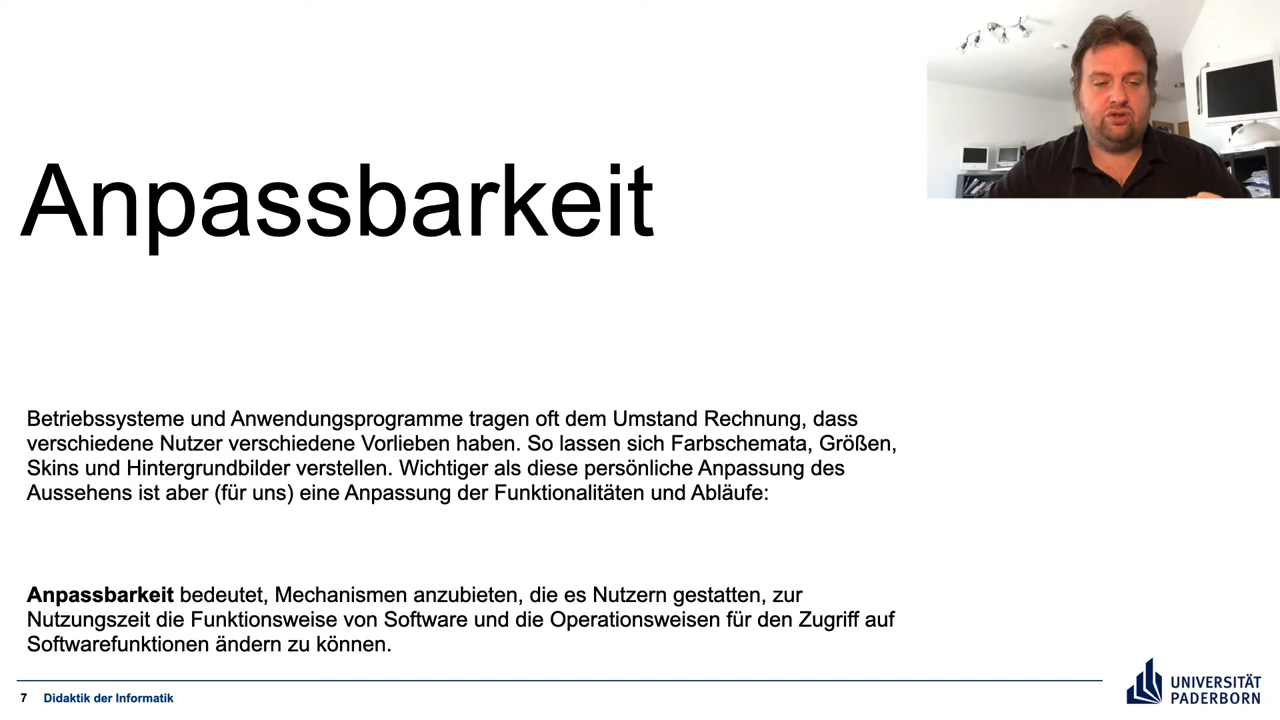 Anpassbarkeit
Betriebssysteme und Anwendungsprogramme tragen oft dem Umstand Rechnung, dass
verschiedene Nutzer verschiedene Vorlieben haben. So lassen sich Farbschemata, Größen,
Skins und Hintergrundbilder verstellen. Wichtiger als diese persönliche Anpassung des
Aussehens ist aber (für uns) eine Anpassung der Funktionalitäten und Abläufe:
Anpassbarkeit bedeutet, Mechanismen anzubieten, die es Nutzern gestatten, zur
Nutzungszeit die Funktionsweise von Software und die Operationsweisen für den Zugriff auf
Softwarefunktionen ändern zu können.
7 Didaktik der Informatik
UNIVERSITÄT
PADERBORN